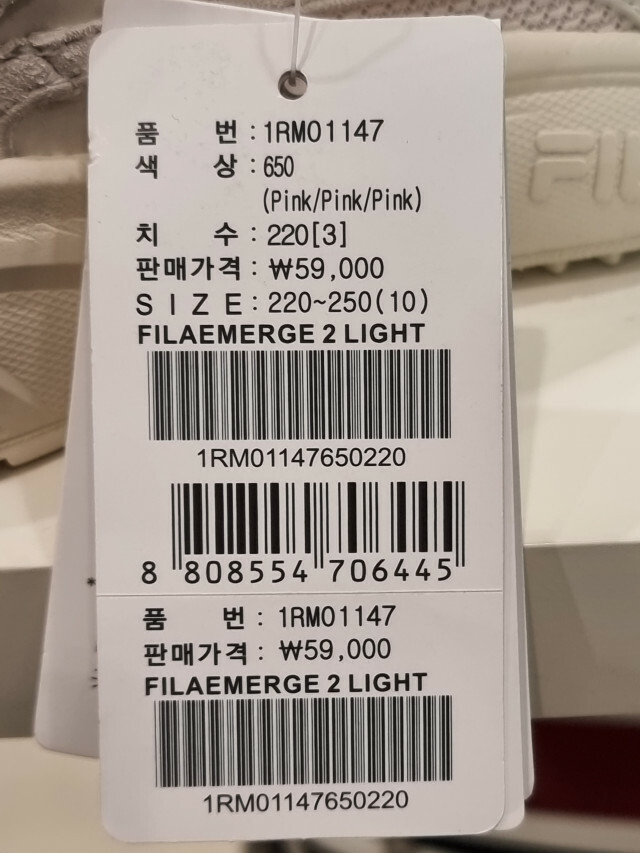 품 번 : 1RM01147
색 상 : 650
(Pink/Pink/Pink)
치 수 : 220[3]
판매가격 : ₩59,000
SIZE : 220~250(10)
FILAEMERGE 2 LIGHT
1RM01147650220
8 808554 706445
품 번 : 1RM01147
판매가격 : ₩59,000
FILAEMERGE 2 LIGHT
1RM01147650220